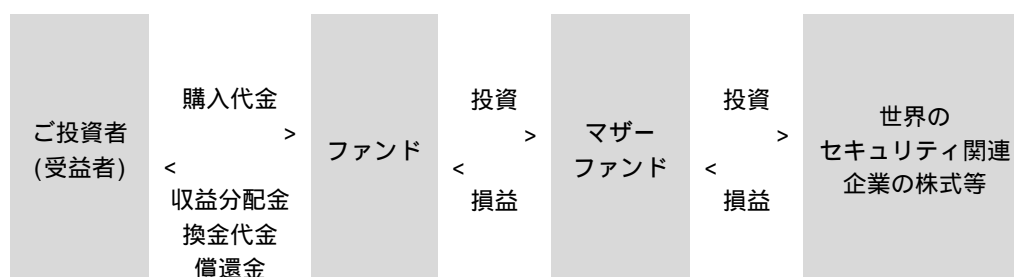 ご投資者
(受益者)
購入代金
>
<
収益分配金
換金代金
償還金
ファンド
投資
>
<
損益
マザー
ファンド
投資
>
<
損益
世界の
セキュリティ関連
企業の株式等